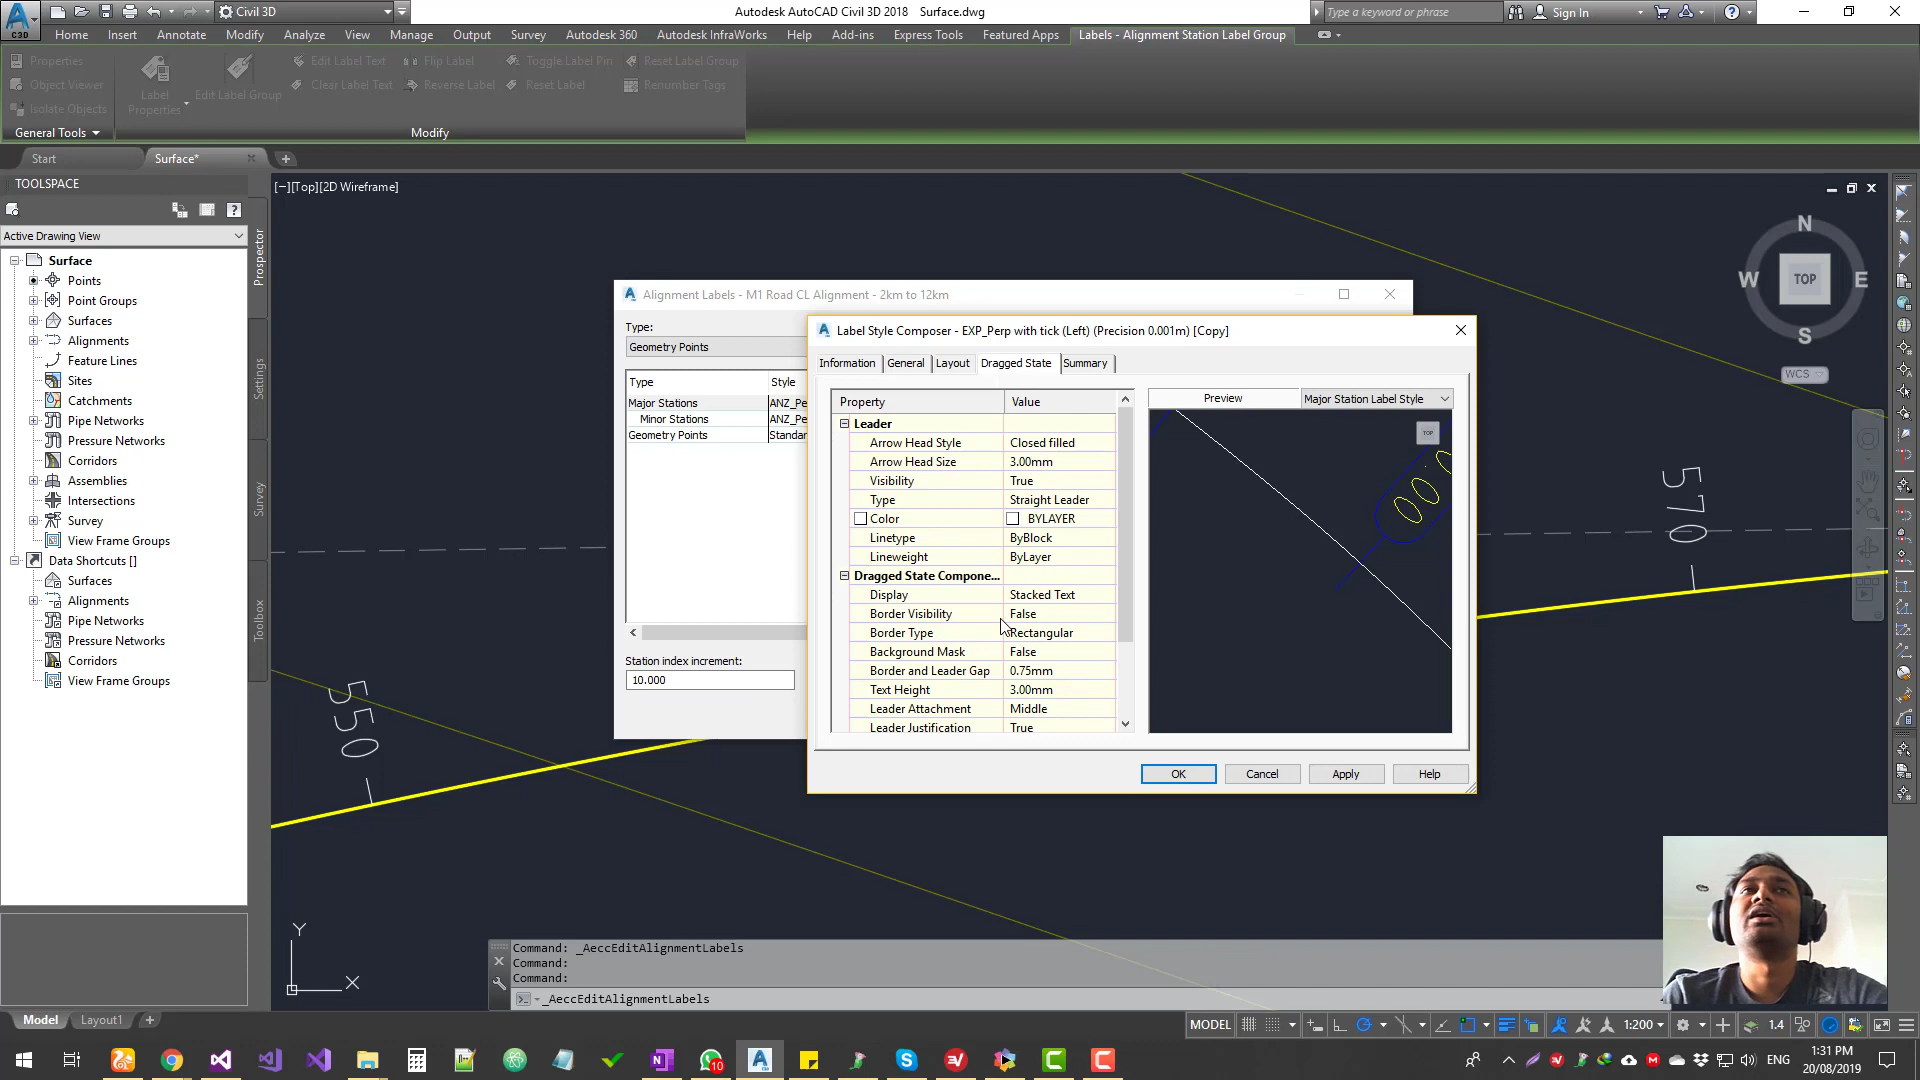 C3D
Civil 3D
Autodesk AutoCAD Civil 3D 2018 Surface.dwg
Type a keyword or phrase
Sign In
Home Insert Annotate Geometry Modify Analyze View Manage Output Survey Autodesk 360 Autodesk InfraWorks Help Add-ins Express Tools Featured Apps Labels - Alignment Station Label Group
Properties
Object Viewer
Isolate Objects
Label
Properties
Edit Label Group
Edit Label Text
Clear Label Text
Flip Label
Reverse Label
Toggle Label Pin
Reset Label
Reset Label Group
Renumber Tags
General Tools
Modify
Start
Surface*
TOOLSPACE
[−][Top][2D Wireframe]
Active Drawing View
Prospector
Settings
Survey
Toolbox
Surface
Points
Point Groups
Surfaces
Alignments
Feature Lines
Sites
Catchments
Pipe Networks
Pressure Networks
Corridors
Assemblies
Intersections
Survey
View Frame Groups
Data Shortcuts []
Surfaces
Alignments
Pipe Networks
Pressure Networks
Corridors
View Frame Groups
N
W TOP E
S
WCS
Alignment Labels - M1 Road CL Alignment - 2km to 12km
Type:
Geometry Points
Type Style
Major Stations ANZ_Pe
Minor Stations ANZ_Pe
Geometry Points Standar
Station index increment:
10.000
Label Style Composer - EXP_Perp with tick (Left) (Precision 0.001m) [Copy]
Information General Layout Dragged State Summary
Property Value
Leader
Arrow Head Style Closed filled
Arrow Head Size 3.00mm
Visibility True
Type Straight Leader
Color BYLAYER
Linetype ByBlock
Lineweight ByLayer
Dragged State Compone...
Display Stacked Text
Border Visibility False
Border Type Rectangular
Background Mask False
Border and Leader Gap 0.75mm
Text Height 3.00mm
Leader Attachment Middle
Leader Justification True
Preview
Major Station Label Style
TOP
00
OK Cancel Apply Help
550
570
Y
X
Command: _AeccEditAlignmentLabels
Command:
Command:
_AeccEditAlignmentLabels
Model Layout1
MODEL
1:200
1.4
10
ENG
1:31 PM
20/08/2019